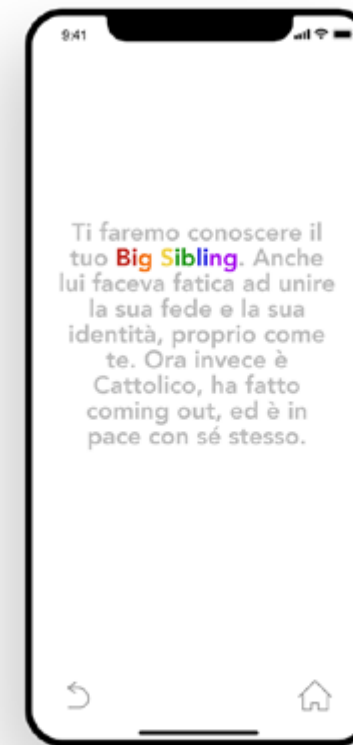 9:41
Ti faremo conoscere il
tuo Big Sibling. Anche
lui faceva fatica ad unire
la sua fede e la sua
identità, proprio come
te. Ora invece è
Cattolico, ha fatto
coming out, ed è in
pace con sé stesso.